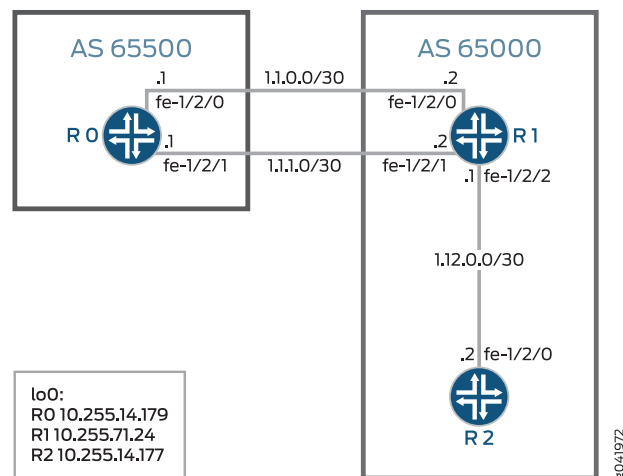 AS 65500
AS 65000
.1
1.1.0.0/30
.2
fe-1/2/0
fe-1/2/0
R0
R1
.1
.2
fe-1/2/1
1.1.1.0/30
fe-1/2/1
.1 fe-1/2/2
1.12.0.0/30
.2 fe-1/2/0
R2
lo0:
R0 10.255.14.179
R1 10.255.71.24
R2 10.255.14.177
g041972